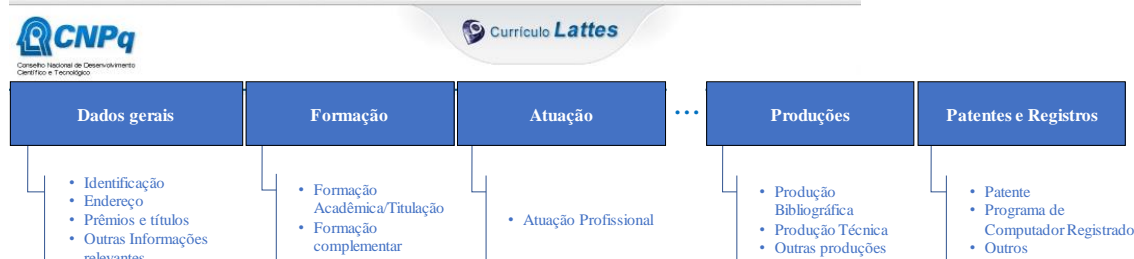 CNPq
Conselho Nacional de Desenvolvimento
Científico e Tecnológico
Currículo Lattes
Dados gerais
Formação
Atuação
...
Produções
Patentes e Registros
• Identificação
• Endereço
• Prêmios e títulos
• Outras Informações
relevantes
• Formação
Acadêmica/Titulação
• Formação
complementar
• Atuação Profissional
• Produção
Bibliográfica
• Produção Técnica
• Outras produções
• Patente
• Programa de
Computador Registrado
• Outros